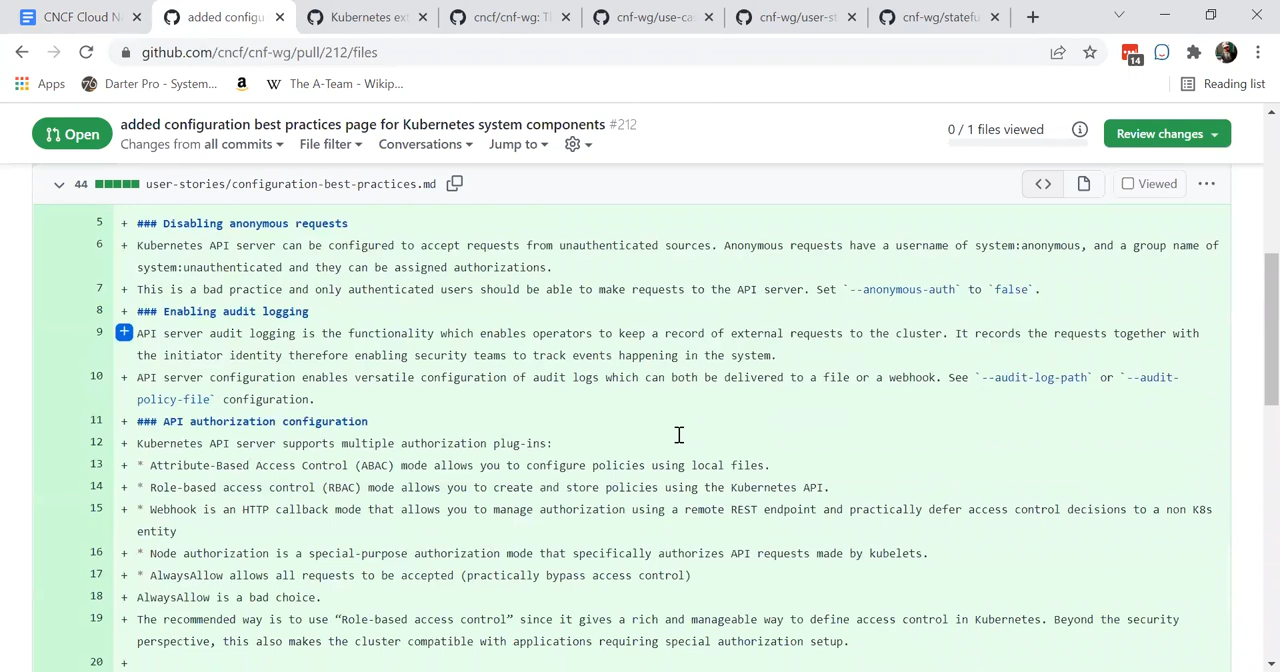 CNCF Cloud N
added configu
Kubernetes ext
cncf/cnf-wg: Th
cnf-wg/use-ca
cnf-wg/user-st
cnf-wg/statefu
github.com/cncf/cnf-wg/pull/212/files
14
Apps
76
Darter Pro - System...
a
W
The A-Team - Wikip...
Reading list
Open
added configuration best practices page for Kubernetes system components #212
Changes from all commits
File filter
Conversations
Jump to
0 / 1 files viewed
Review changes
44
user-stories/configuration-best-practices.md
Viewed
5 + ### Disabling anonymous requests
6 + Kubernetes API server can be configured to accept requests from unauthenticated sources. Anonymous requests have a username of system:anonymous, and a group name of
system:unauthenticated and they can be assigned authorizations.
7 + This is a bad practice and only authenticated users should be able to make requests to the API server. Set `--anonymous-auth` to `false`.
8 + ### Enabling audit logging
9 + API server audit logging is the functionality which enables operators to keep a record of external requests to the cluster. It records the requests together with
the initiator identity therefore enabling security teams to track events happening in the system.
10 + API server configuration enables versatile configuration of audit logs which can both be delivered to a file or a webhook. See `--audit-log-path` or `--audit-
policy-file` configuration.
11 + ### API authorization configuration
12 + Kubernetes API server supports multiple authorization plug-ins:
13 + * Attribute-Based Access Control (ABAC) mode allows you to configure policies using local files.
14 + * Role-based access control (RBAC) mode allows you to create and store policies using the Kubernetes API.
15 + * Webhook is an HTTP callback mode that allows you to manage authorization using a remote REST endpoint and practically defer access control decisions to a non K8s
entity
16 + * Node authorization is a special-purpose authorization mode that specifically authorizes API requests made by kubelets.
17 + * AlwaysAllow allows all requests to be accepted (practically bypass access control)
18 + AlwaysAllow is a bad choice.
19 + The recommended way is to use “Role-based access control” since it gives a rich and manageable way to define access control in Kubernetes. Beyond the security
perspective, this also makes the cluster compatible with applications requiring special authorization setup.
20 +